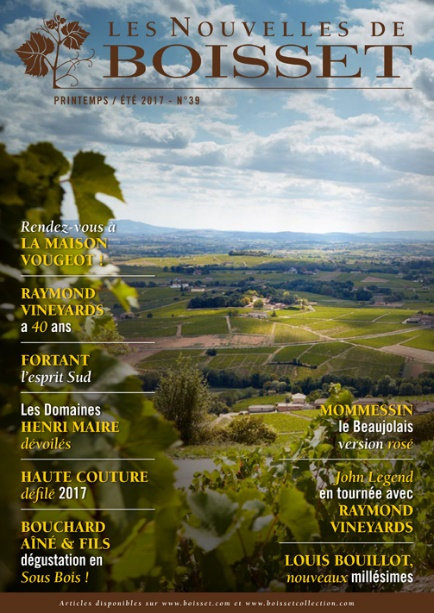 LES NOUVELLES DE
BOISSET
PRINTEMPS / ÉTÉ 2017 - N°39
Rendez-vous à
LA MAISON
VOUGEOT !
RAYMOND
VINEYARDS
a 40 ans
FORTANT
l'esprit Sud
Les Domaines
HENRI MAIRE
dévoilés
HAUTE COUTURE
défilé 2017
BOUCHARD
AÎNÉ & FILS
dégustation en
Sous Bois !
MOMMESSIN
le Beaujolais
version rosé
John Legend
en tournée avec
RAYMOND
VINEYARDS
LOUIS BOUILLOT,
nouveaux millésimes
Articles disponibles sur www.boisset.com et www.boissetcollection.com